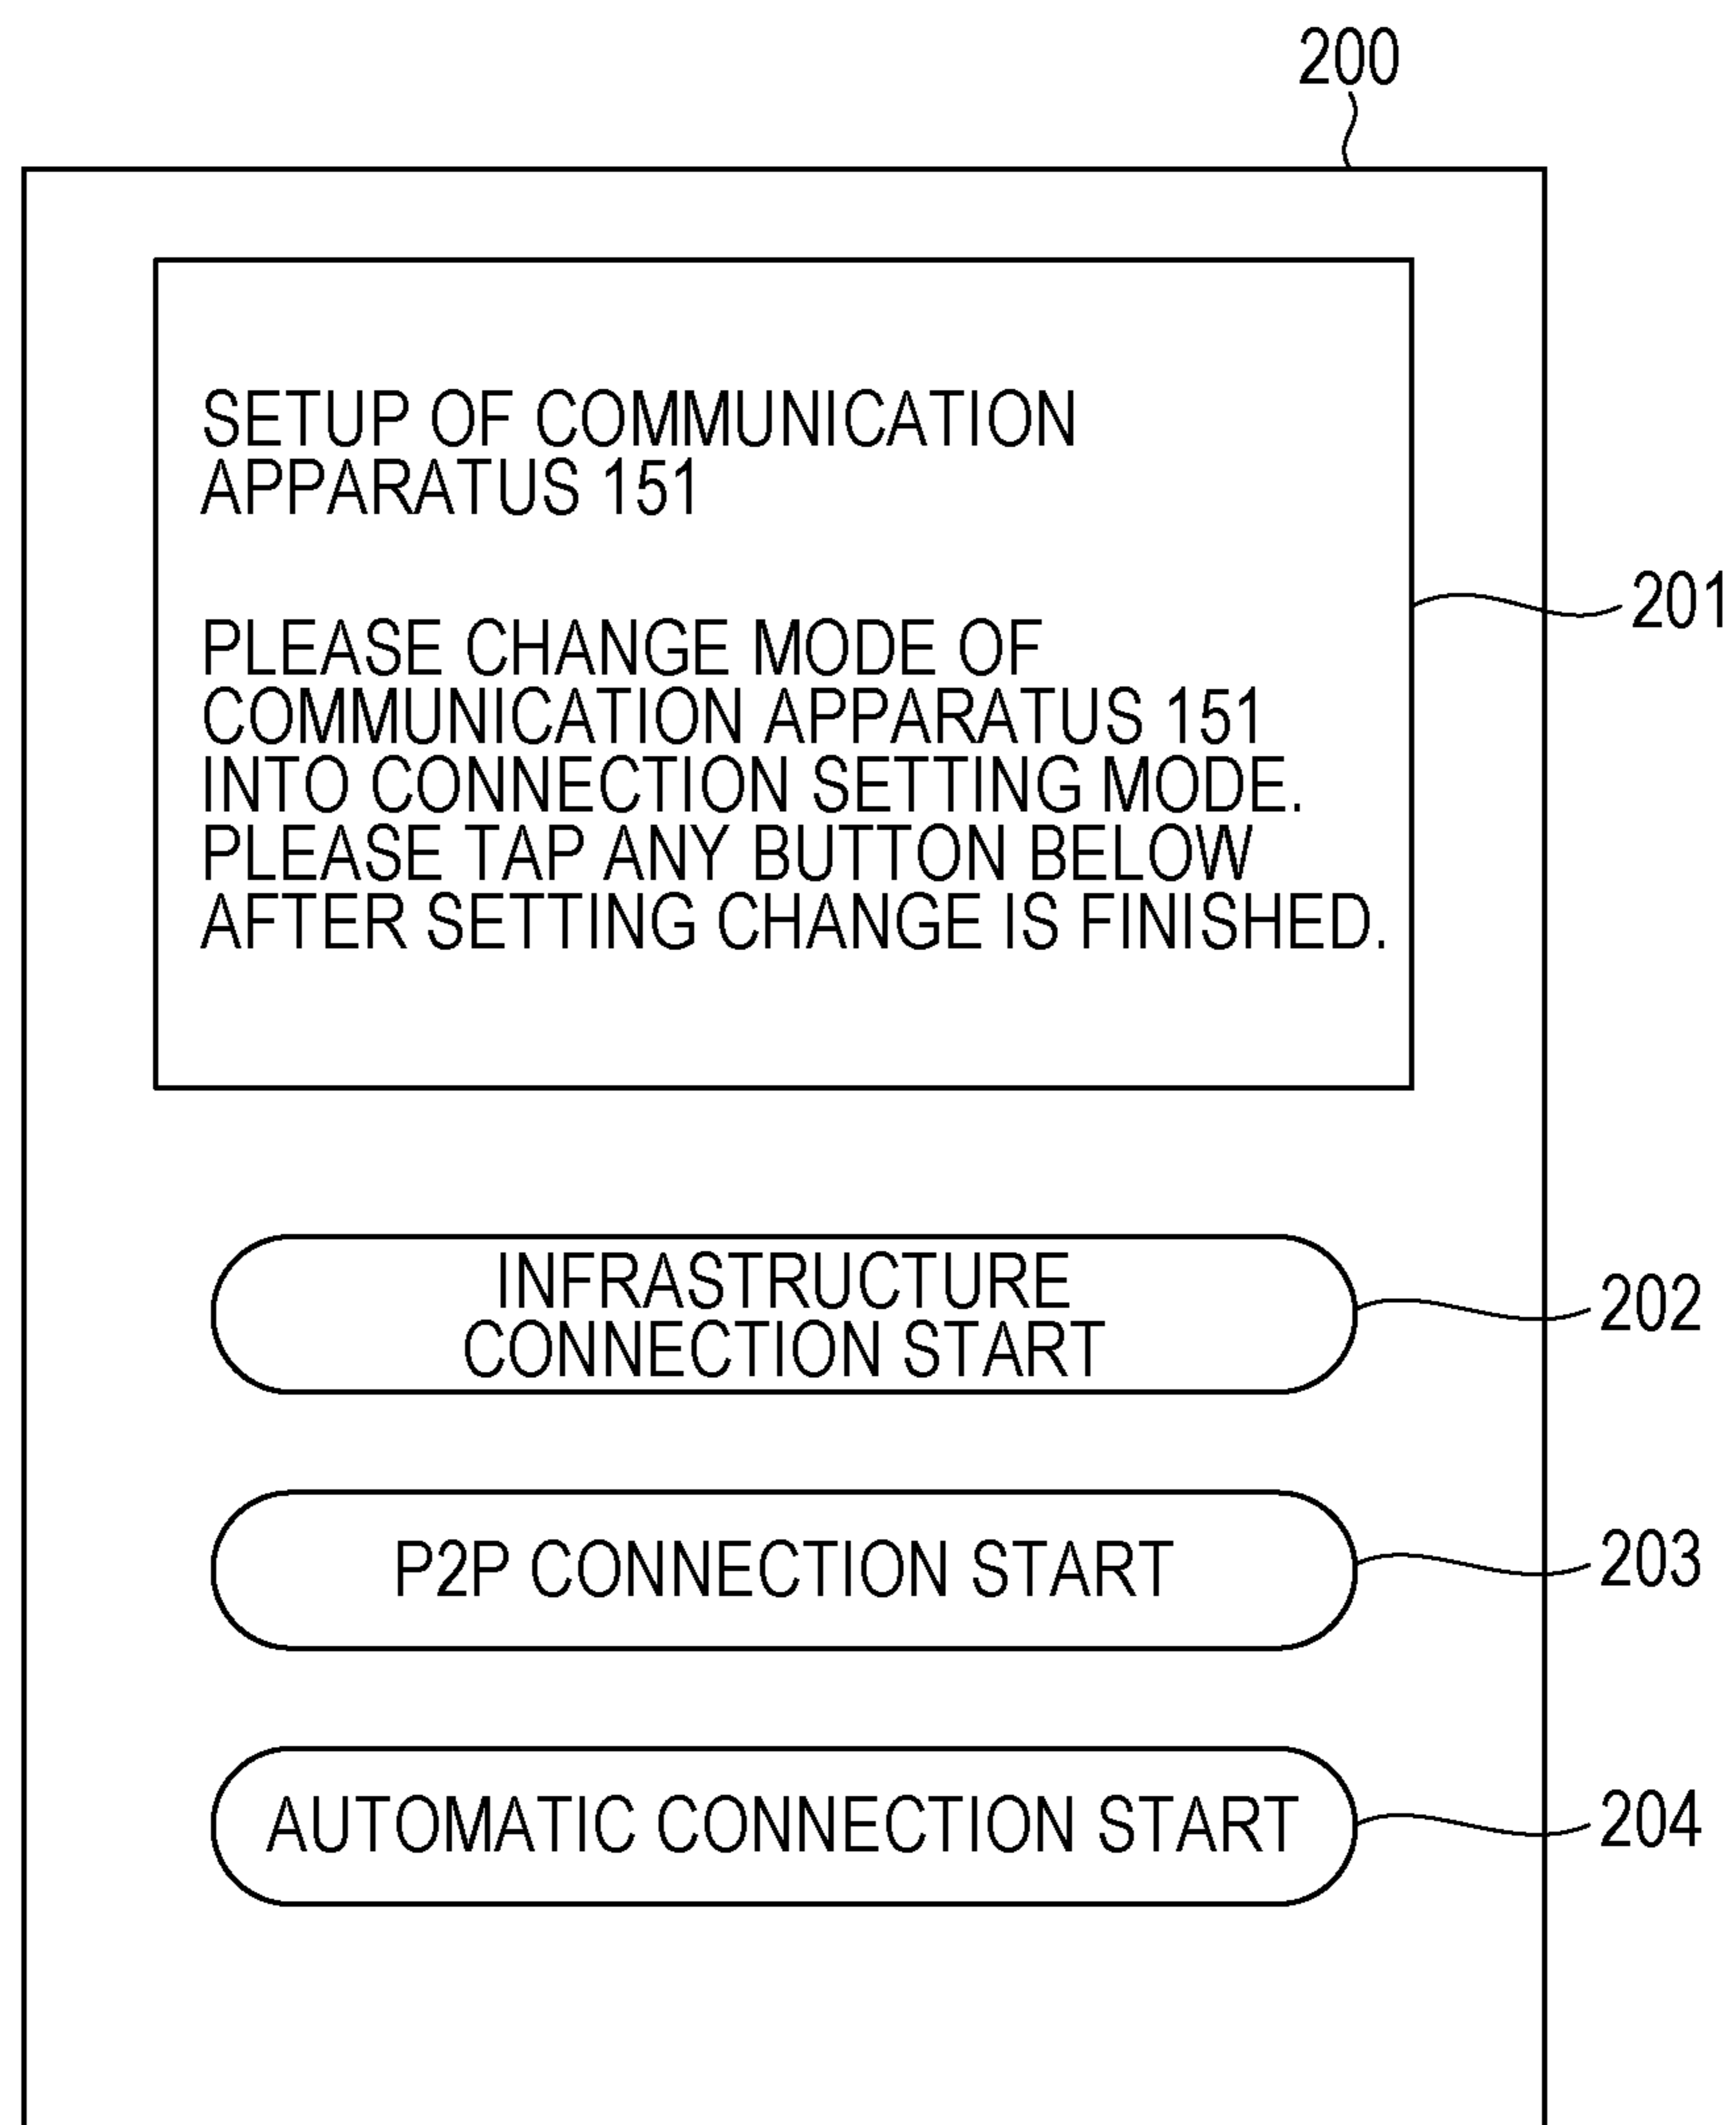 200
SETUP OF COMMUNICATION
APPARATUS 151
201
PLEASE CHANGE MODE OF
COMMUNICATION APPARATUS 151
INTO CONNECTION SETTING MODE.
PLEASE TAP ANY BUTTON BELOW
AFTER SETTING CHANGE IS FINISHED.
INFRASTRUCTURE
CONNECTION START
202
P2P CONNECTION START
203
AUTOMATIC CONNECTION START
204